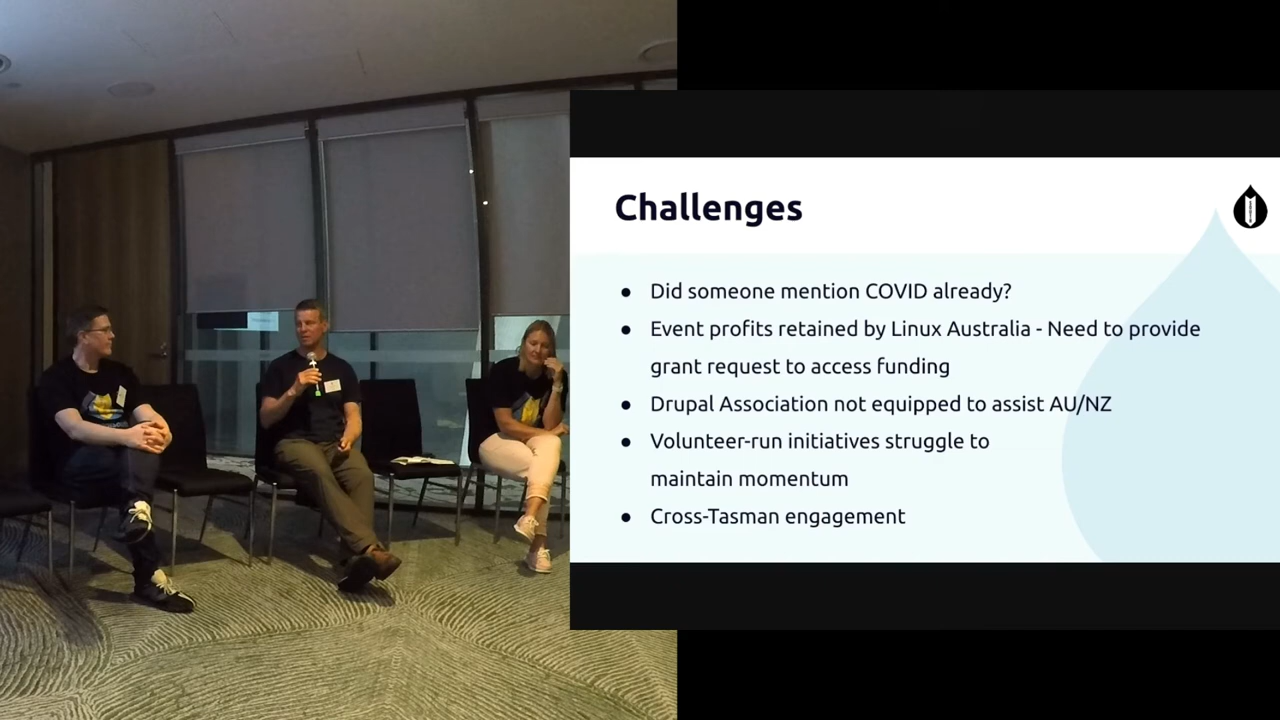 Challenges
● Did someone mention COVID already?
● Event profits retained by Linux Australia - Need to provide
grant request to access funding
● Drupal Association not equipped to assist AU/NZ
● Volunteer-run initiatives struggle to
maintain momentum
● Cross-Tasman engagement